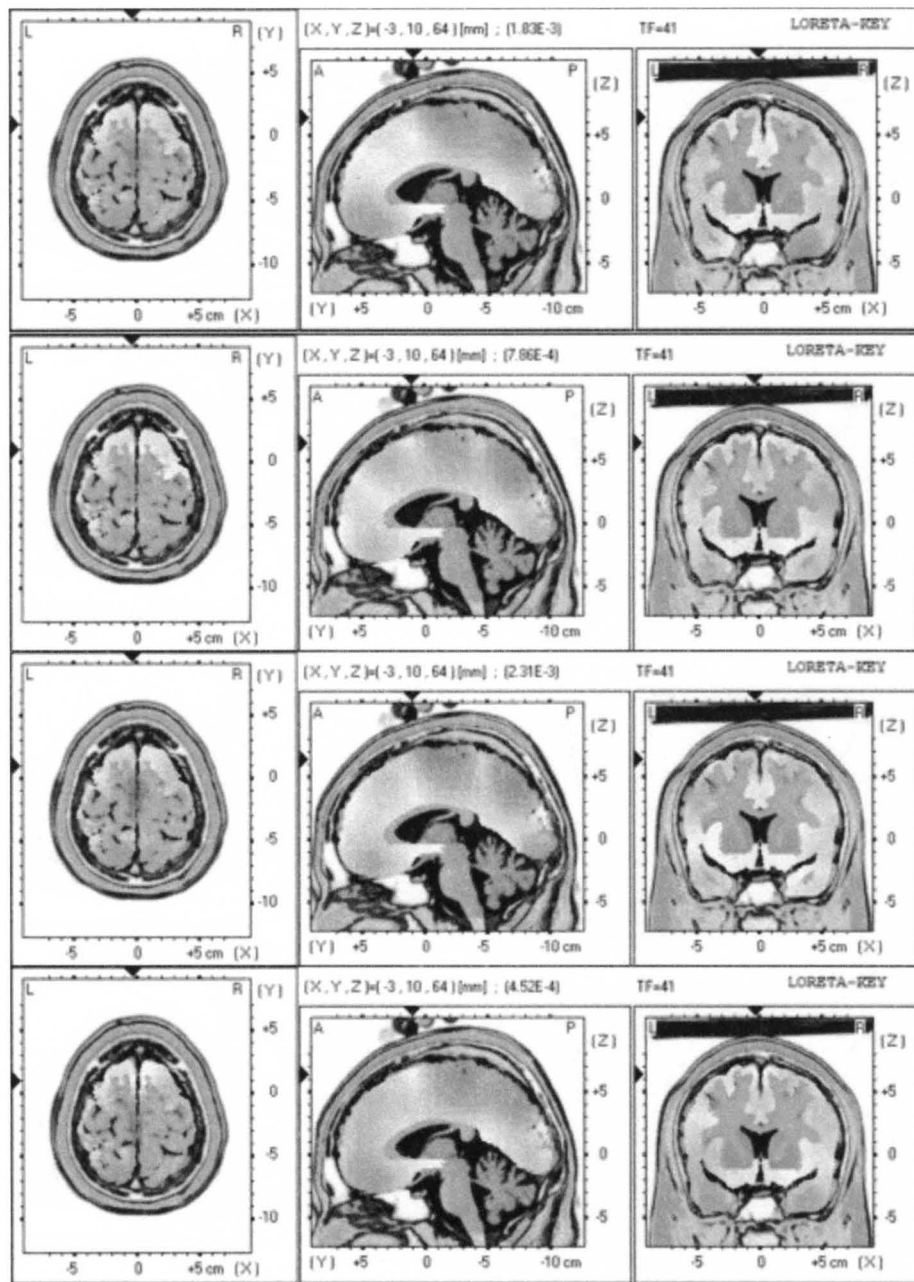 L R (Y) (X,Y,Z)=(-3,10,64)[mm] ; (1.83E-3) TF=41 LORETA-KEY
+5 0 -5 -10
A P (Z)
+5 0 -5
L R (Z)
+5 0 -5
-5 0 +5 cm (X) (Y) +5 0 -5 -10 cm -5 0 +5 cm (X)
L R (Y) (X,Y,Z)=(-3,10,64)[mm] ; (7.86E-4) TF=41 LORETA-KEY
+5 0 -5 -10
A P (Z)
+5 0 -5
L R (Z)
+5 0 -5
-5 0 +5 cm (X) (Y) +5 0 -5 -10 cm -5 0 +5 cm (X)
L R (Y) (X,Y,Z)=(-3,10,64)[mm] ; (2.31E-3) TF=41 LORETA-KEY
+5 0 -5 -10
A P (Z)
+5 0 -5
L R (Z)
+5 0 -5
-5 0 +5 cm (X) (Y) +5 0 -5 -10 cm -5 0 +5 cm (X)
L R (Y) (X,Y,Z)=(-3,10,64)[mm] ; (4.52E-4) TF=41 LORETA-KEY
+5 0 -5 -10
A P (Z)
+5 0 -5
L R (Z)
+5 0 -5
-5 0 +5 cm (X) (Y) +5 0 -5 -10 cm -5 0 +5 cm (X)